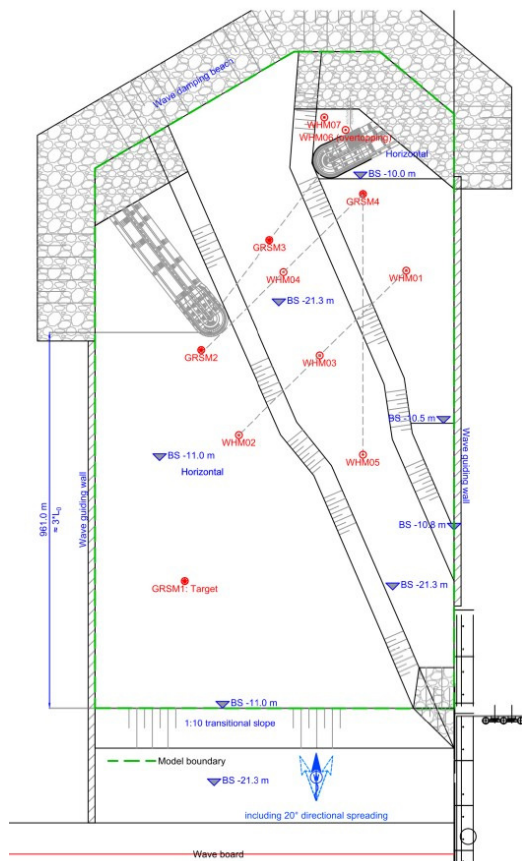 Wave damping beach
WHM07
WHM06 (overtopping)
Horizontal
BS -10.0 m
GRSM4
GRSM3
WHM04
WHM01
BS -21.3 m
GRSM2
WHM03
BS -10.5 m
WHM02
BS -11.0 m
WHM05
Horizontal
Wave guiding wall
Wave guiding wall
961.0 m
≈ 3*L₀
BS -10.8 m
GRSM1: Target
BS -21.3 m
BS -11.0 m
1:10 transitional slope
Model boundary
BS -21.3 m
including 20° directional spreading
Wave board